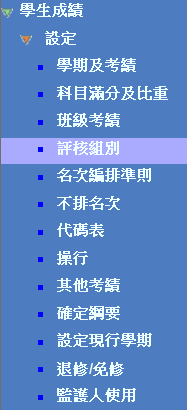 學生成績
設定
學期及考績
科目滿分及比重
班級考績
評核組別
名次編排準則
不排名次
代碼表
操行
其他考績
確定綱要
設定現行學期
退修/免修
監護人使用